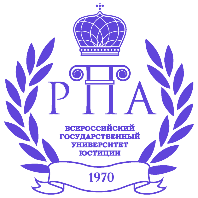 РПА
ВСЕРОССИЙСКИЙ
ГОСУДАРСТВЕННЫЙ
УНИВЕРСИТЕТ
ЮСТИЦИИ
1970